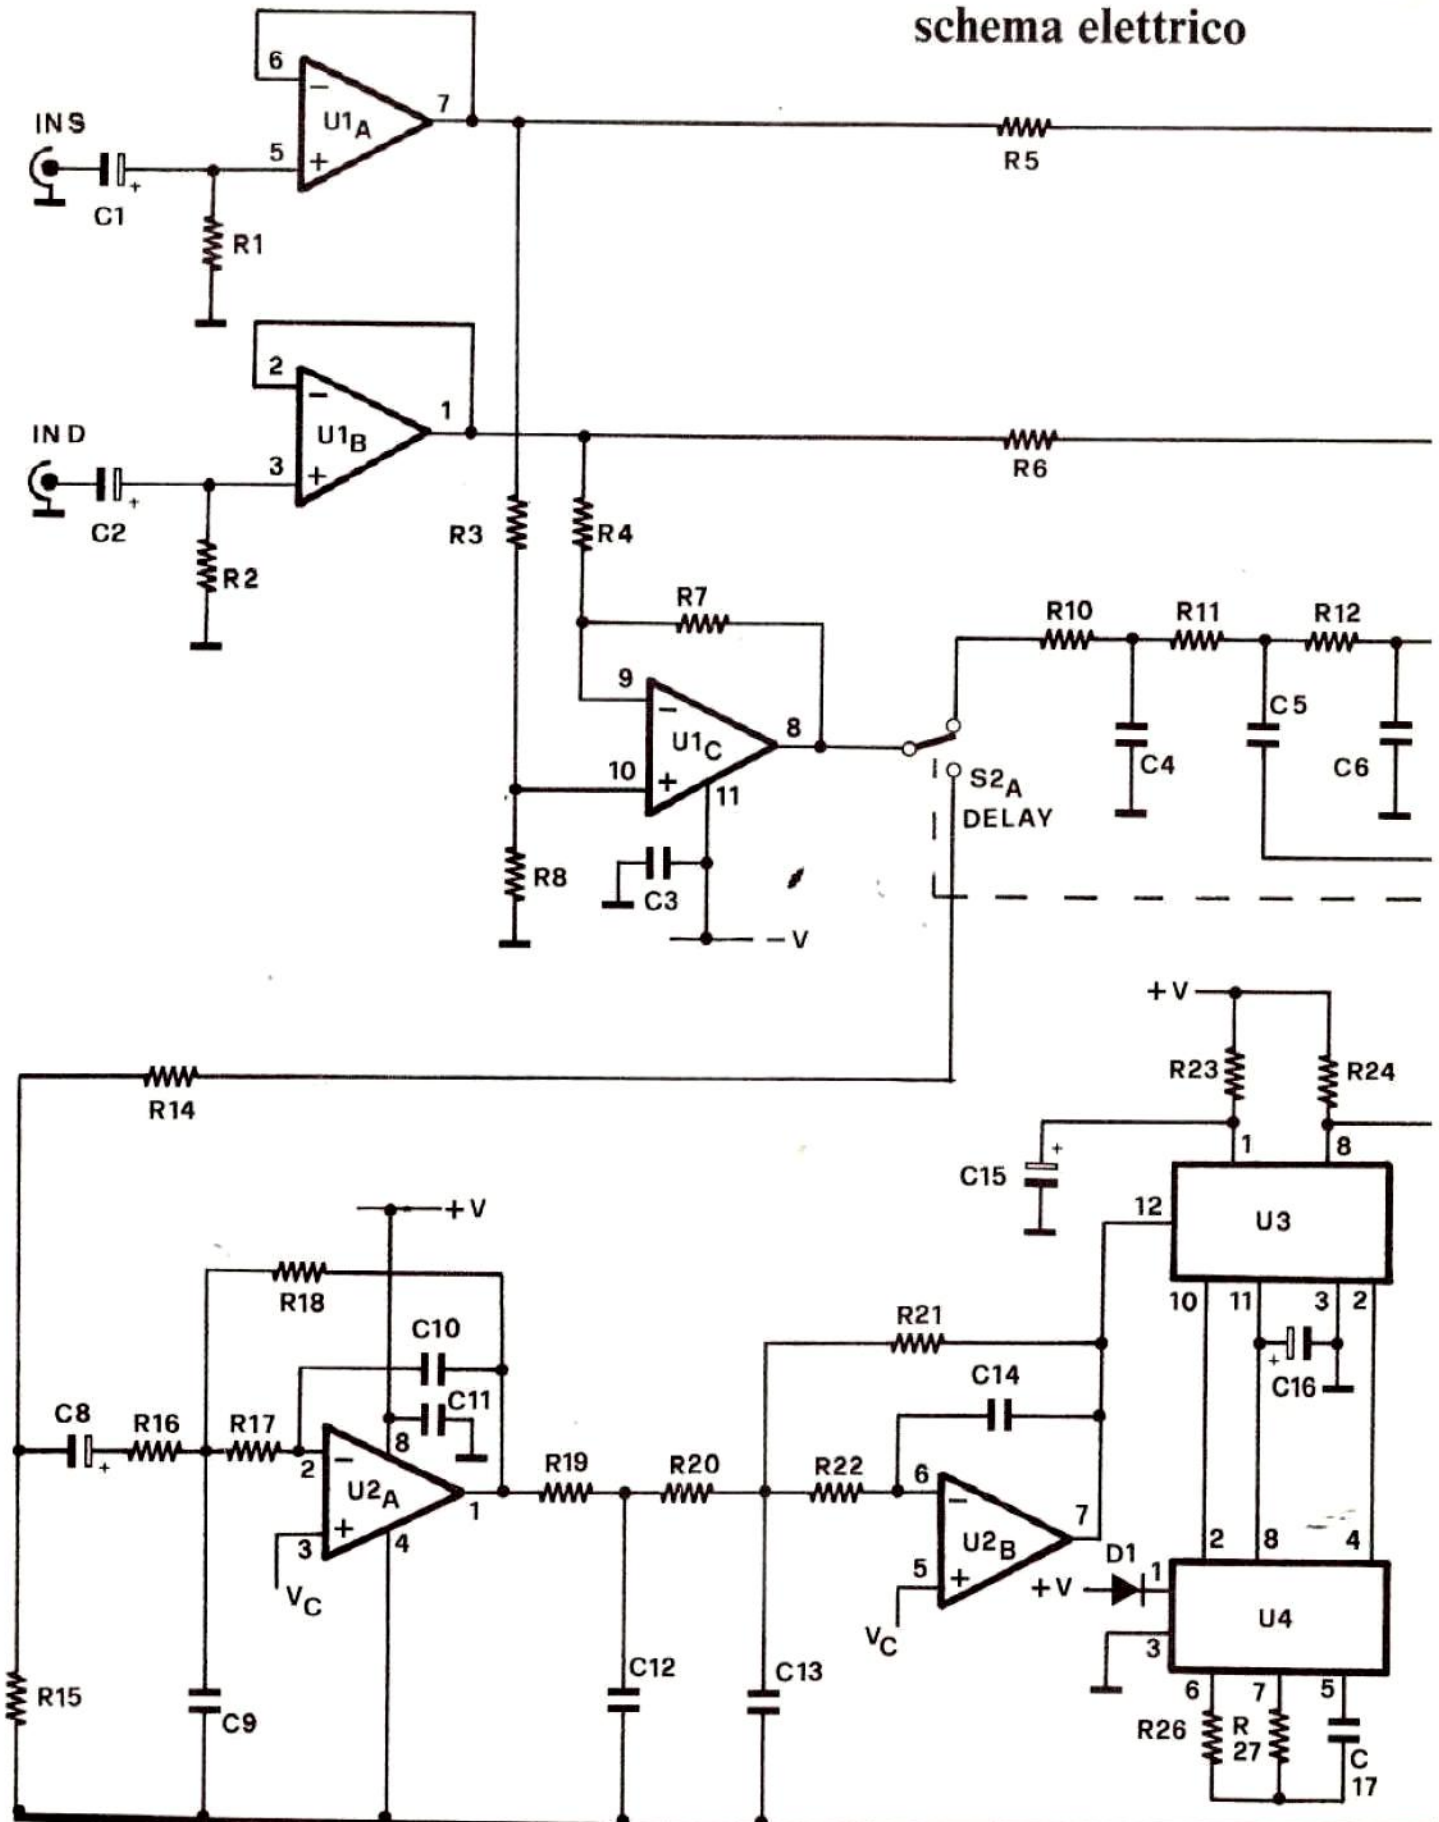 schema elettrico
6
−
U1A
7
IN S
5
+
+
C1
R1
R5
2
−
U1B
1
IN D
3
+
+
C2
R2
R6
R3
R4
R7
R10
R11
R12
9
−
U1C
8
10
+
11
C5
C4
C6
S2A
DELAY
R8
C3
−V
+V
R23
R24
R14
1
8
+
C15
12
U3
+V
R18
10
11
3
2
C10
R21
+
C16
C11
C14
C8
R16
R17
+
8
2
−
U2A
1
R19
R20
R22
6
−
3
+
4
U2B
7
2
8
4
D1
5
+
+V
1
VC
U4
VC
3
C12
C13
R15
C9
6
7
5
R26
R
27
C
17